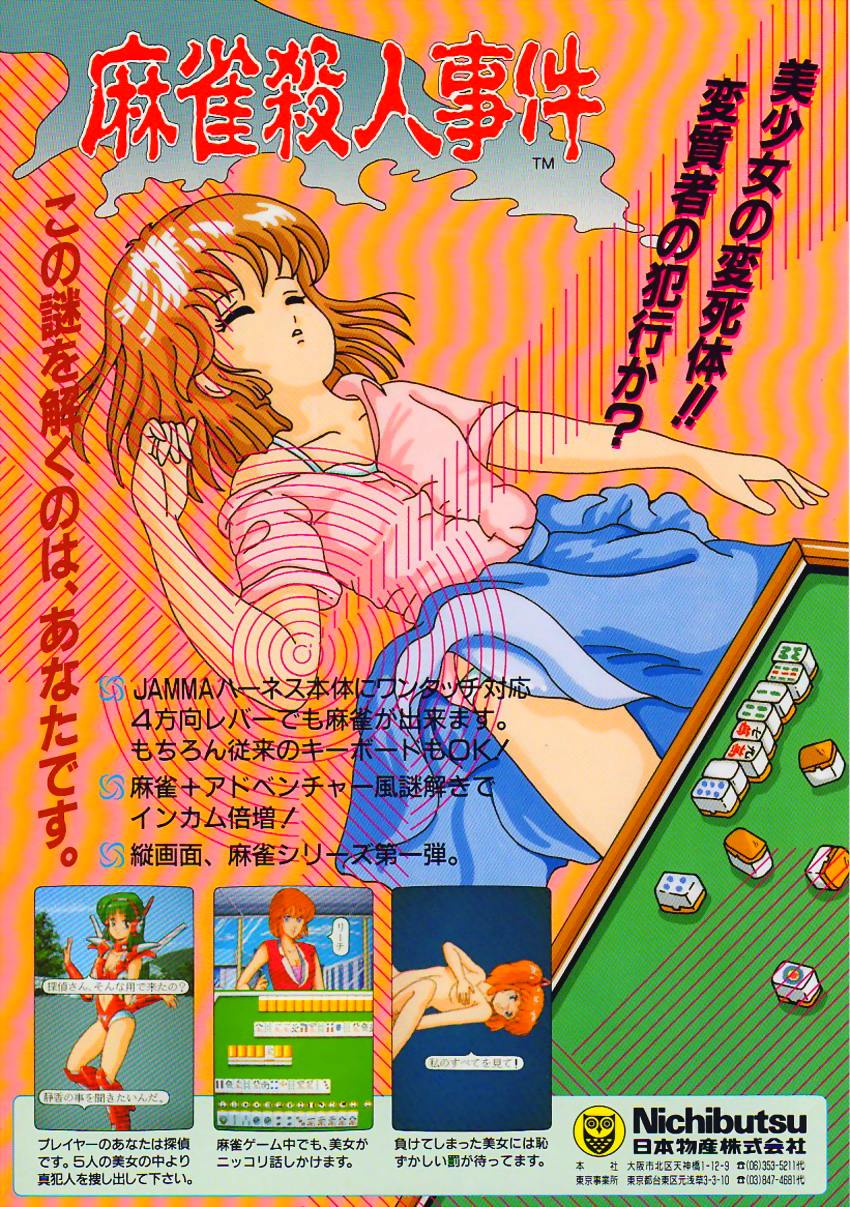 麻雀殺人事件
TM
美少女の変死体!!
変質者の犯行か?
この謎を解くのは、あなたです。
JAMMAハーネス本体にワンタッチ対応
4方向レバーでも麻雀が出来ます。
もちろん従来のキーボードもOK!
麻雀+アドベンチャー風謎解きで
インカム倍増!
縦画面、麻雀シリーズ第一弾。
探偵さん、そんな用で来たの?
静香の事を聞きたいんだ。
リーチ
私のすべてを見て!
プレイヤーのあなたは探偵
です。5人の美女の中より
真犯人を捜し出して下さい。
麻雀ゲーム中でも、美女が
ニッコリ話しかけます。
負けてしまった美女には恥
ずかしい罰が待ってます。
Nichibutsu
日本物産株式会社
本 社 大阪市北区天神橋1-12-9 ☎(06)353-5211代
東京事業所 東京都台東区元浅草3-3-10 ☎(03)847-4681代